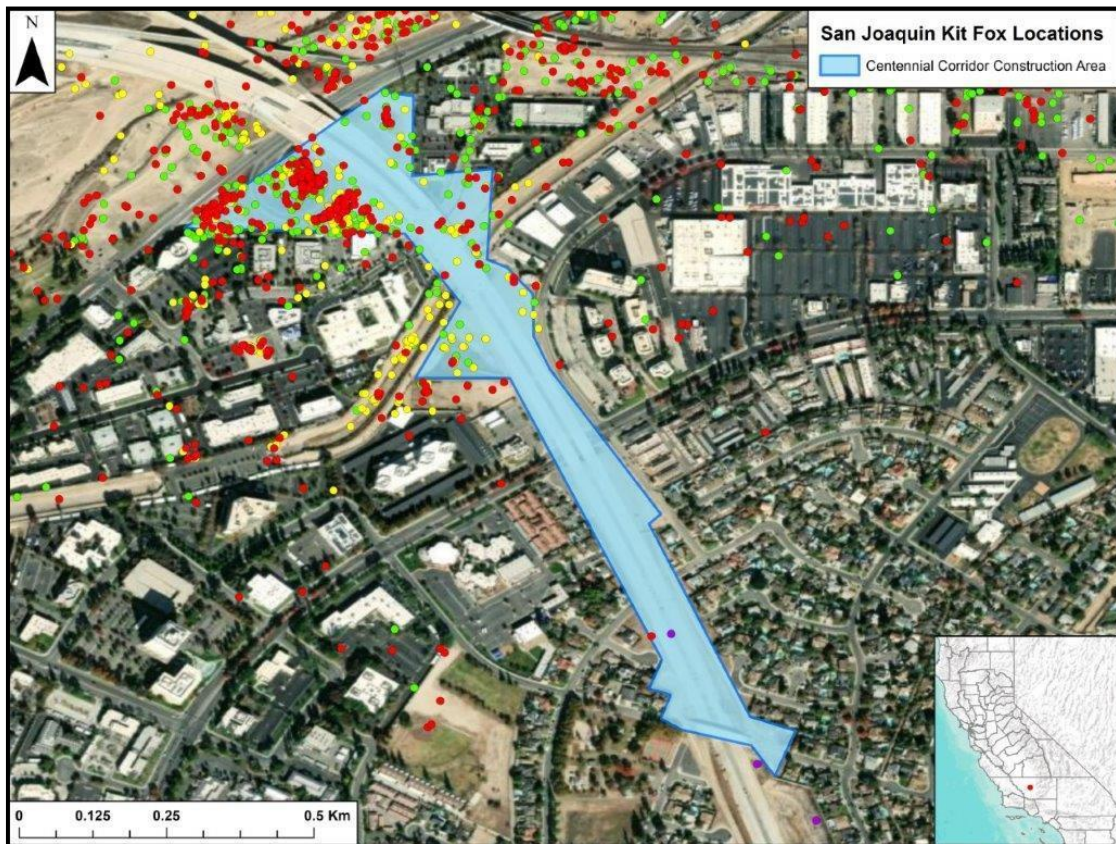 N
San Joaquin Kit Fox Locations
Centennial Corridor Construction Area
0 0.125 0.25 0.5 Km